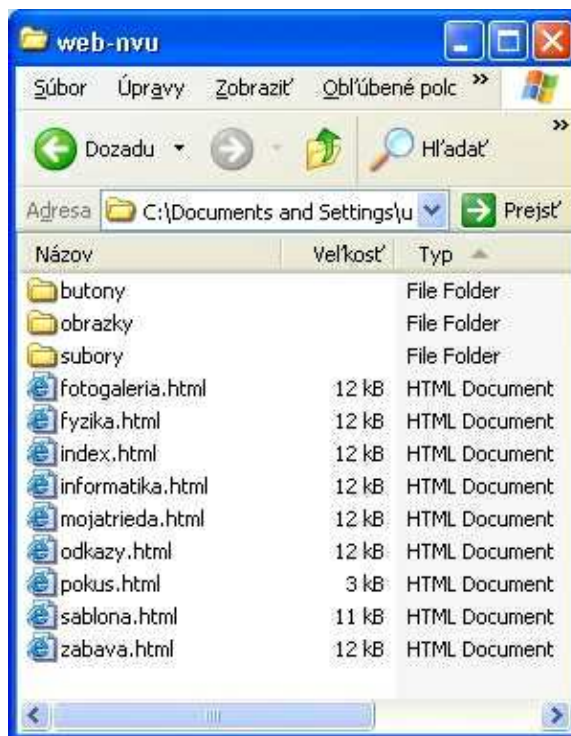 web-nvu
Súbor Úpravy Zobraziť Obľúbené polc »
Dozadu Hľadať »
Adresa C:\Documents and Settings\u Prejsť
Názov Veľkosť Typ
butony File Folder
obrazky File Folder
subory File Folder
fotogaleria.html 12 kB HTML Document
fyzika.html 12 kB HTML Document
index.html 12 kB HTML Document
informatika.html 12 kB HTML Document
mojatrieda.html 12 kB HTML Document
odkazy.html 12 kB HTML Document
pokus.html 3 kB HTML Document
sablona.html 11 kB HTML Document
zabava.html 12 kB HTML Document